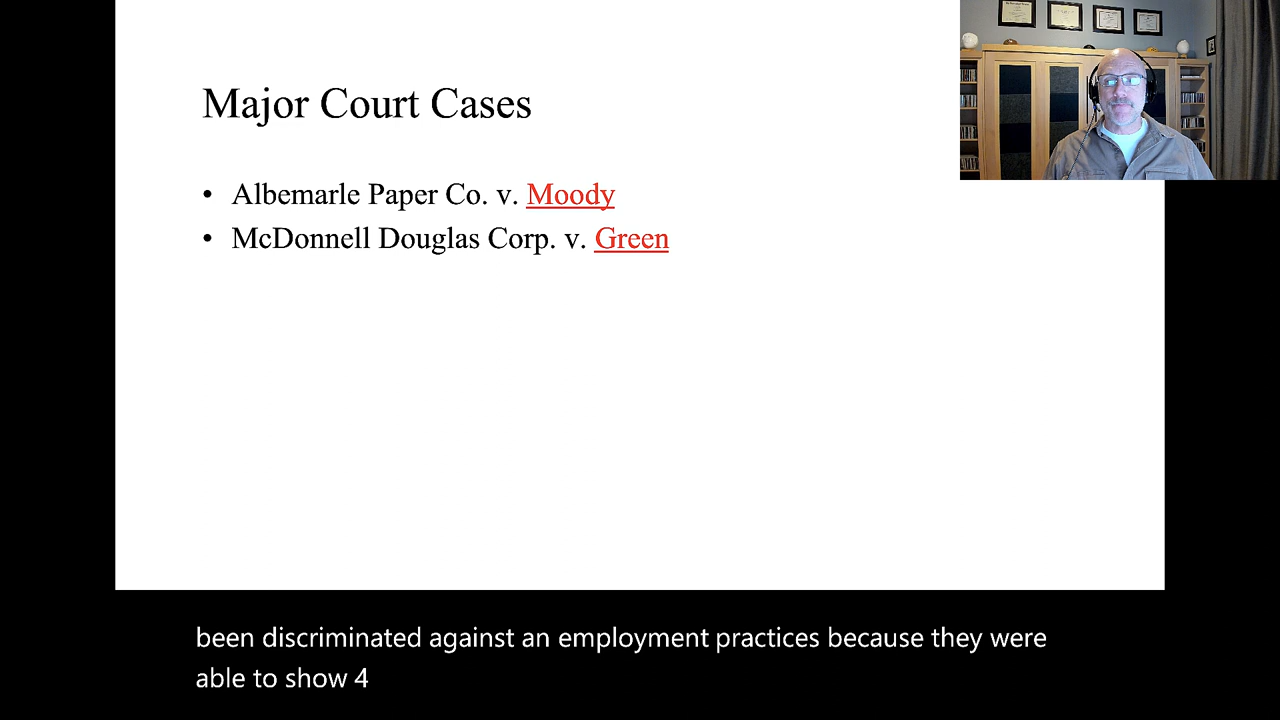 Major Court Cases
• Albemarle Paper Co. v. Moody
• McDonnell Douglas Corp. v. Green
been discriminated against an employment practices because they were
able to show 4